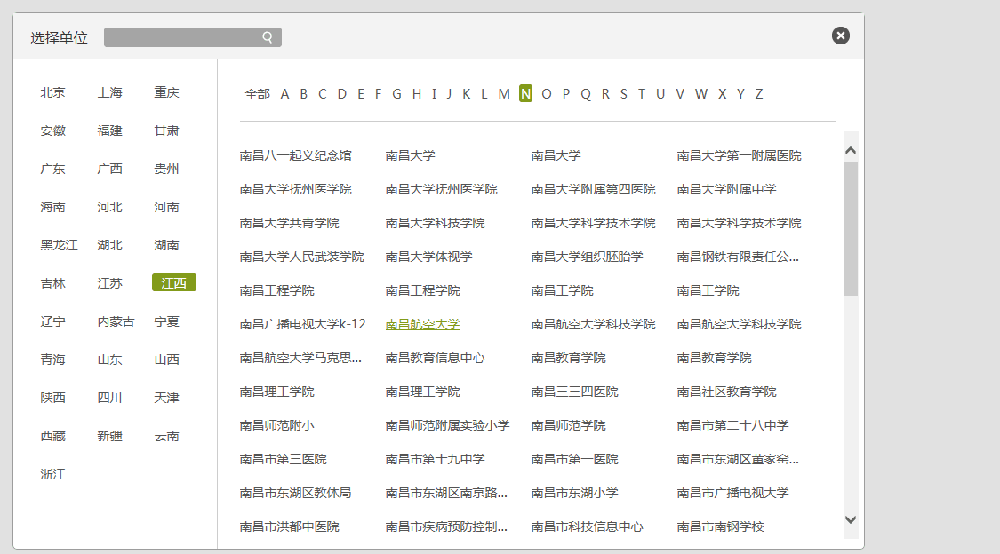 选择单位
北京 上海 重庆
安徽 福建 甘肃
广东 广西 贵州
海南 河北 河南
黑龙江 湖北 湖南
吉林 江苏 江西
辽宁 内蒙古 宁夏
青海 山东 山西
陕西 四川 天津
西藏 新疆 云南
浙江
全部 A B C D E F G H I J K L M N O P Q R S T U V W X Y Z
南昌八一起义纪念馆 南昌大学 南昌大学 南昌大学第一附属医院
南昌大学抚州医学院 南昌大学抚州医学院 南昌大学附属第四医院 南昌大学附属中学
南昌大学共青学院 南昌大学科技学院 南昌大学科学技术学院 南昌大学科学技术学院
南昌大学人民武装学院 南昌大学体视学 南昌大学组织胚胎学 南昌钢铁有限责任公...
南昌工程学院 南昌工程学院 南昌工学院 南昌工学院
南昌广播电视大学k-12 南昌航空大学 南昌航空大学科技学院 南昌航空大学科技学院
南昌航空大学马克思... 南昌教育信息中心 南昌教育学院 南昌教育学院
南昌理工学院 南昌理工学院 南昌三三四医院 南昌社区教育学院
南昌师范附小 南昌师范附属实验小学 南昌师范学院 南昌市第二十八中学
南昌市第三医院 南昌市第十九中学 南昌市第一医院 南昌市东湖区董家窑...
南昌市东湖区教体局 南昌市东湖区南京路... 南昌市东湖小学 南昌市广播电视大学
南昌市洪都中医院 南昌市疾病预防控制... 南昌市科技信息中心 南昌市南钢学校